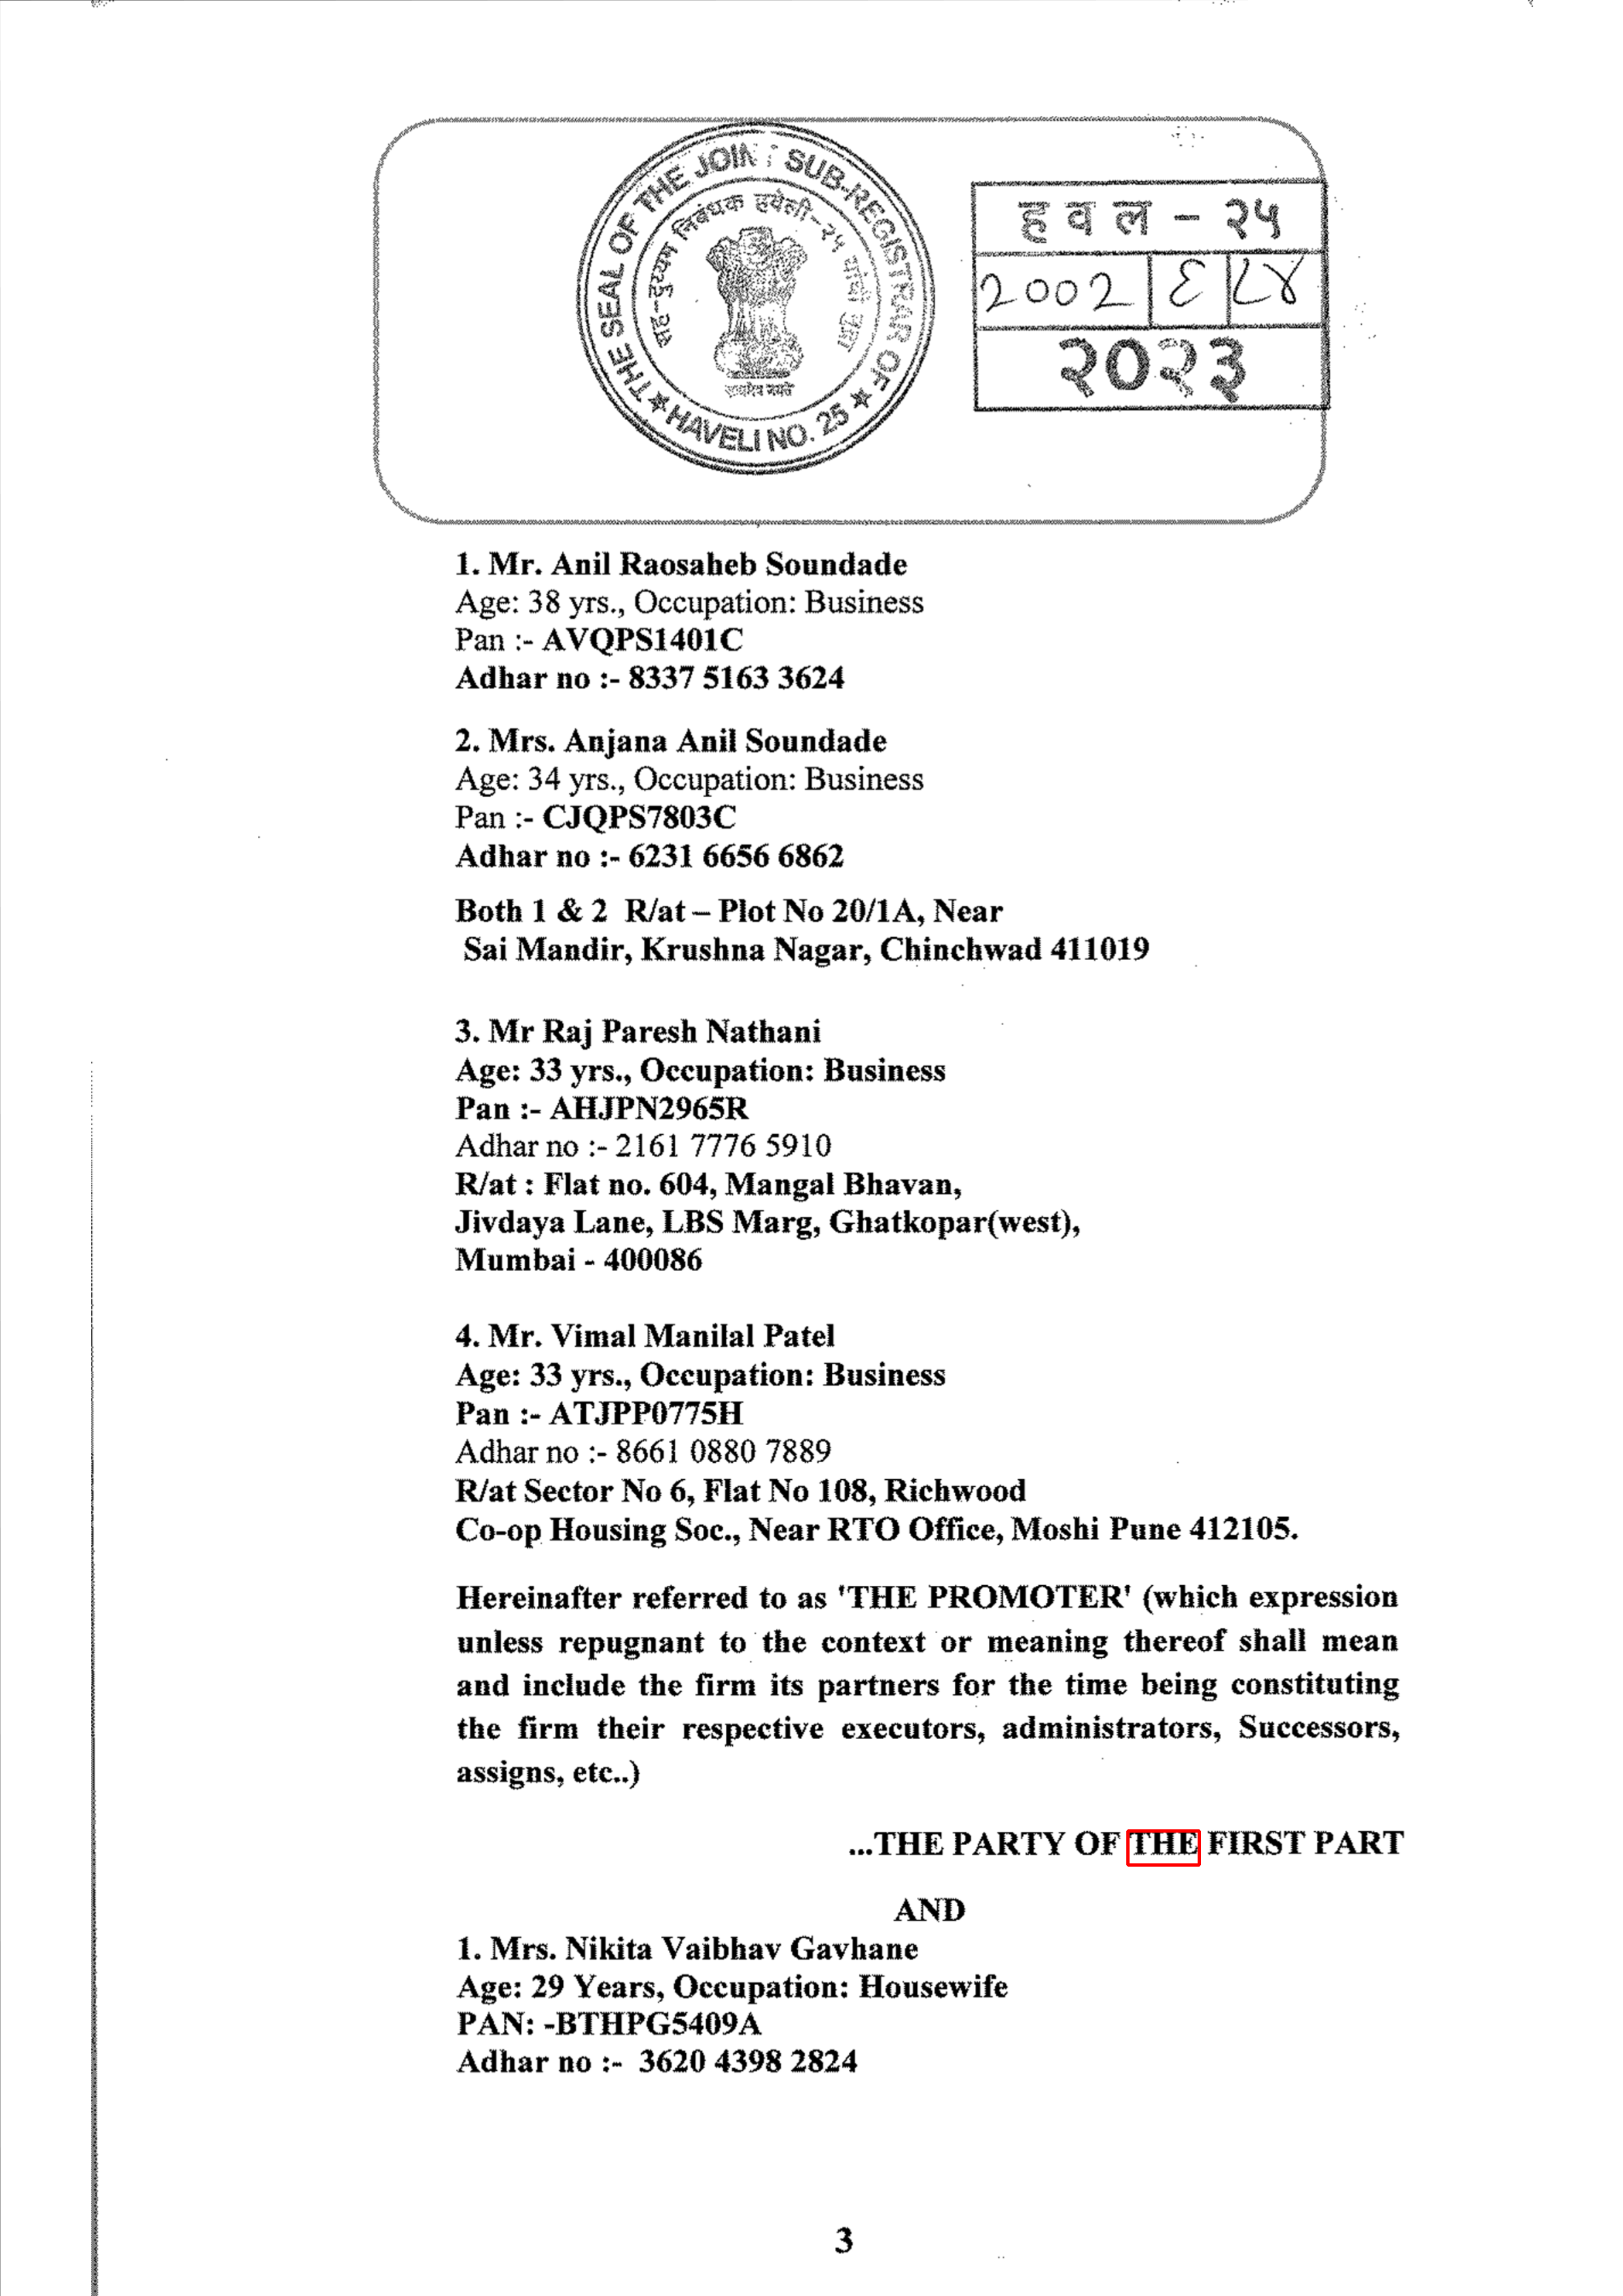 THE SEAL OF THE JOINT SUB-REGISTRAR OF
★ HAVELI NO. 25 ★
सह-दुय्यम निबंधक हवेली-२५
सत्यमेव जयते
हवल - २५
2002 ६ ८४
२०२३
1. Mr. Anil Raosaheb Soundade
Age: 38 yrs., Occupation: Business
Pan :- AVQPS1401C
Adhar no :- 8337 5163 3624
2. Mrs. Anjana Anil Soundade
Age: 34 yrs., Occupation: Business
Pan :- CJQPS7803C
Adhar no :- 6231 6656 6862
Both 1 & 2 R/at – Plot No 20/1A, Near
Sai Mandir, Krushna Nagar, Chinchwad 411019
3. Mr Raj Paresh Nathani
Age: 33 yrs., Occupation: Business
Pan :- AHJPN2965R
Adhar no :- 2161 7776 5910
R/at : Flat no. 604, Mangal Bhavan,
Jivdaya Lane, LBS Marg, Ghatkopar(west),
Mumbai - 400086
4. Mr. Vimal Manilal Patel
Age: 33 yrs., Occupation: Business
Pan :- ATJPP0775H
Adhar no :- 8661 0880 7889
R/at Sector No 6, Flat No 108, Richwood
Co-op Housing Soc., Near RTO Office, Moshi Pune 412105.
Hereinafter referred to as 'THE PROMOTER' (which expression
unless repugnant to the context or meaning thereof shall mean
and include the firm its partners for the time being constituting
the firm their respective executors, administrators, Successors,
assigns, etc..)
...THE PARTY OF THE FIRST PART
AND
1. Mrs. Nikita Vaibhav Gavhane
Age: 29 Years, Occupation: Housewife
PAN: -BTHPG5409A
Adhar no :- 3620 4398 2824
3